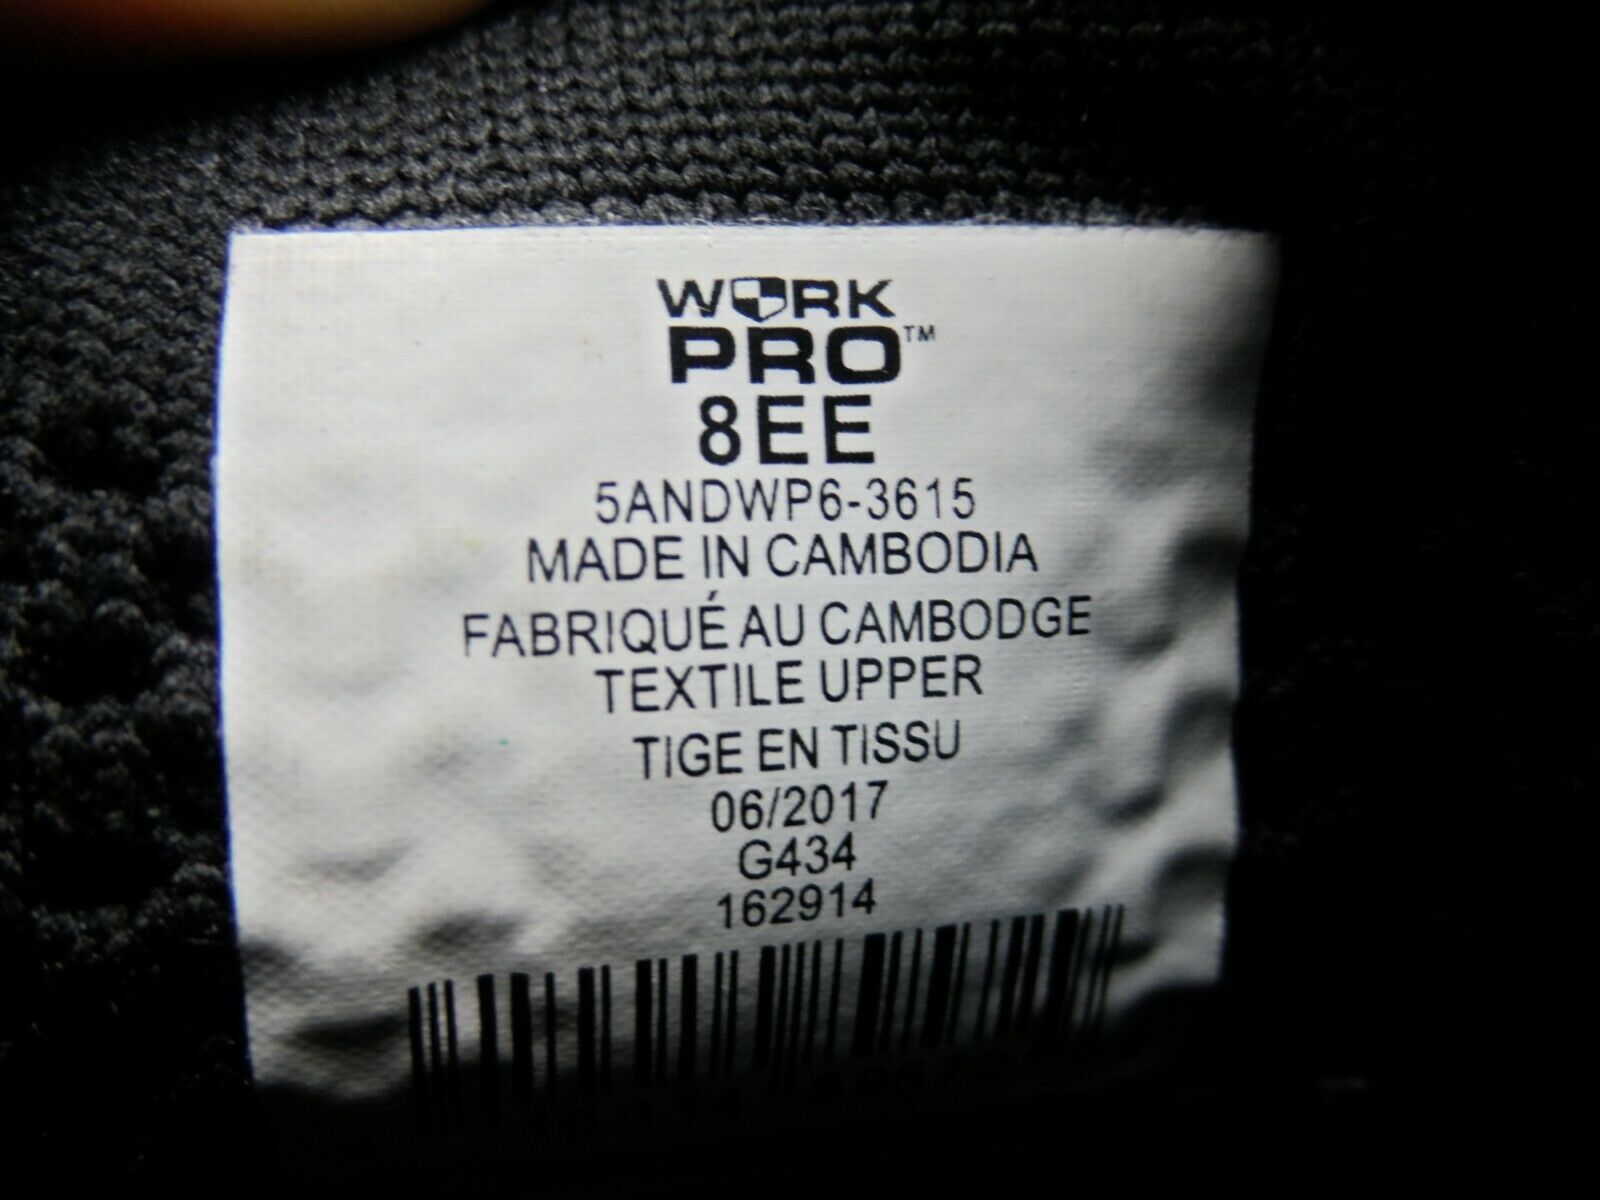 WORK
PRO™
8EE
5ANDWP6-3615
MADE IN CAMBODIA
FABRIQUÉ AU CAMBODGE
TEXTILE UPPER
TIGE EN TISSU
06/2017
G434
162914